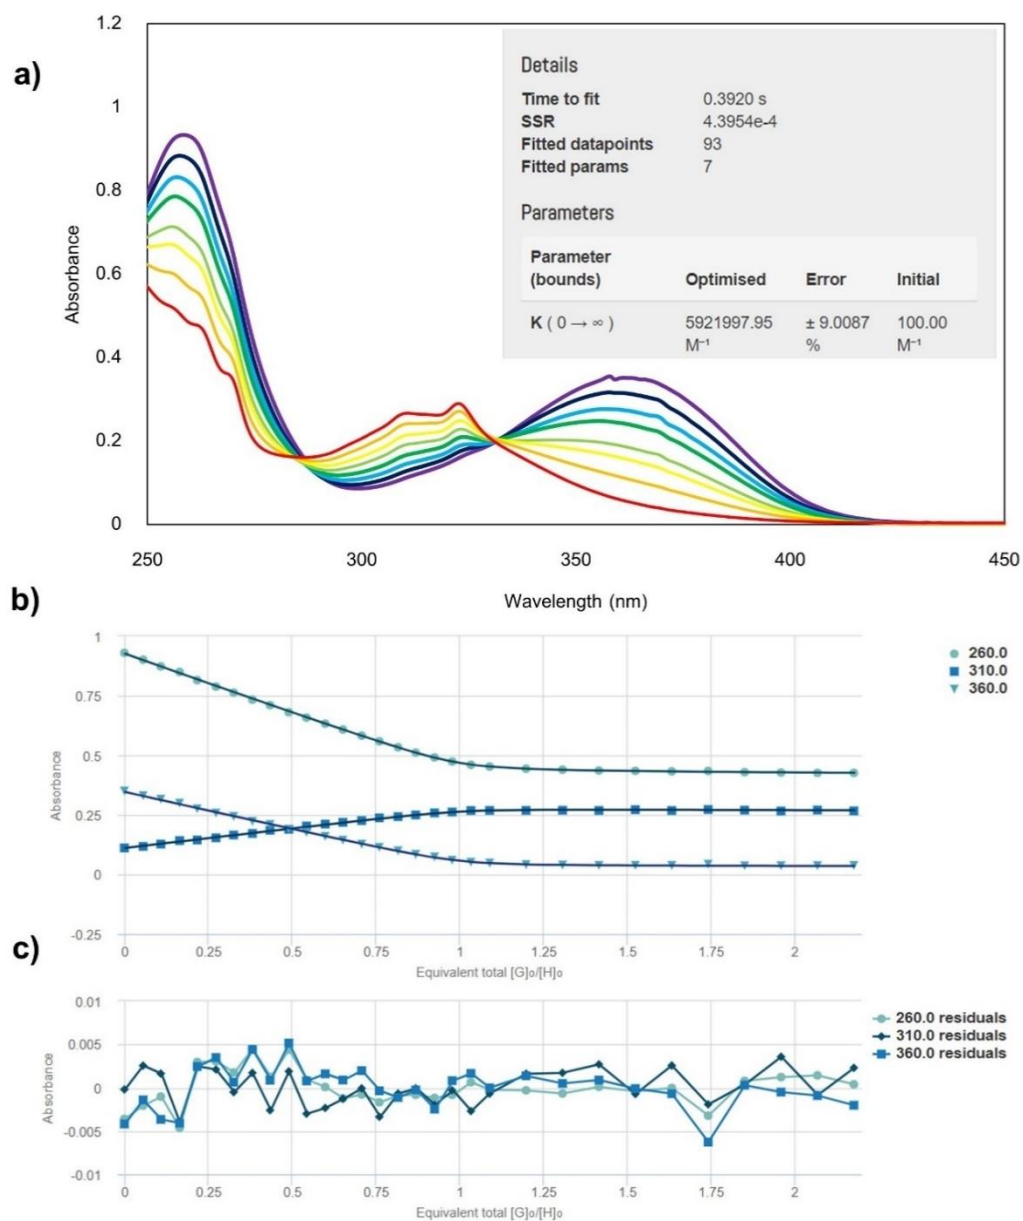 a)
1.2
1
0.8
0.6
0.4
0.2
0
Absorbance
Details
Time to fit 0.3920 s
SSR 4.3954e-4
Fitted datapoints 93
Fitted params 7
Parameters
Parameter (bounds) Optimised Error Initial
K ( 0 → ∞ ) 5921997.95 M⁻¹ ± 9.0087 % 100.00 M⁻¹
250 300 350 400 450
Wavelength (nm)
b)
1
0.75
0.5
0.25
0
-0.25
Absorbance
260.0
310.0
360.0
0 0.25 0.5 0.75 1 1.25 1.5 1.75 2
Equivalent total [G]₀/[H]₀
c)
0.01
0.005
0
-0.005
-0.01
Absorbance
260.0 residuals
310.0 residuals
360.0 residuals
0 0.25 0.5 0.75 1 1.25 1.5 1.75 2
Equivalent total [G]₀/[H]₀